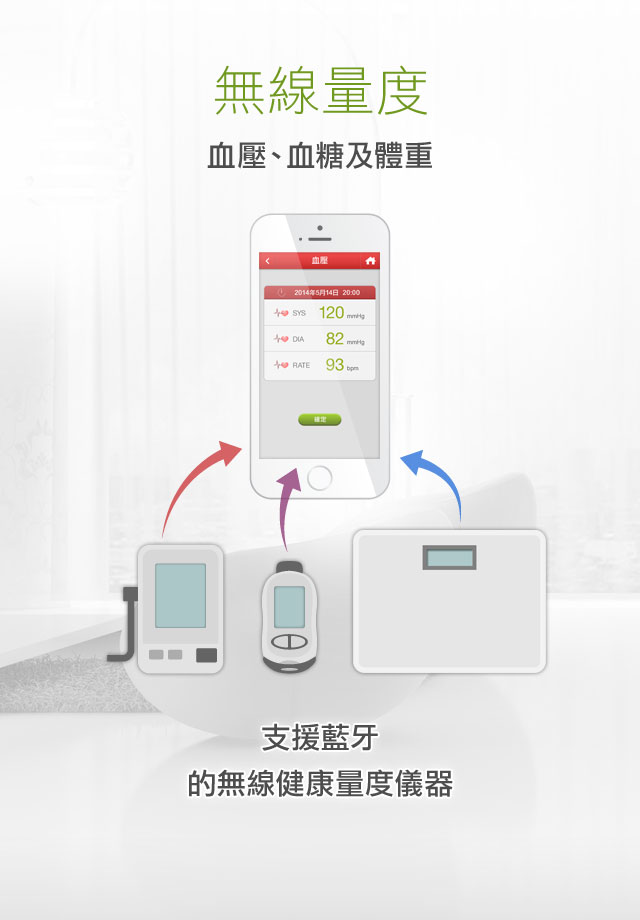 無線量度
血壓、血糖及體重
血壓
2014年5月14日 20:00
SYS 120 mmHg
DIA 82 mmHg
RATE 93 bpm
確定
支援藍牙
的無線健康量度儀器